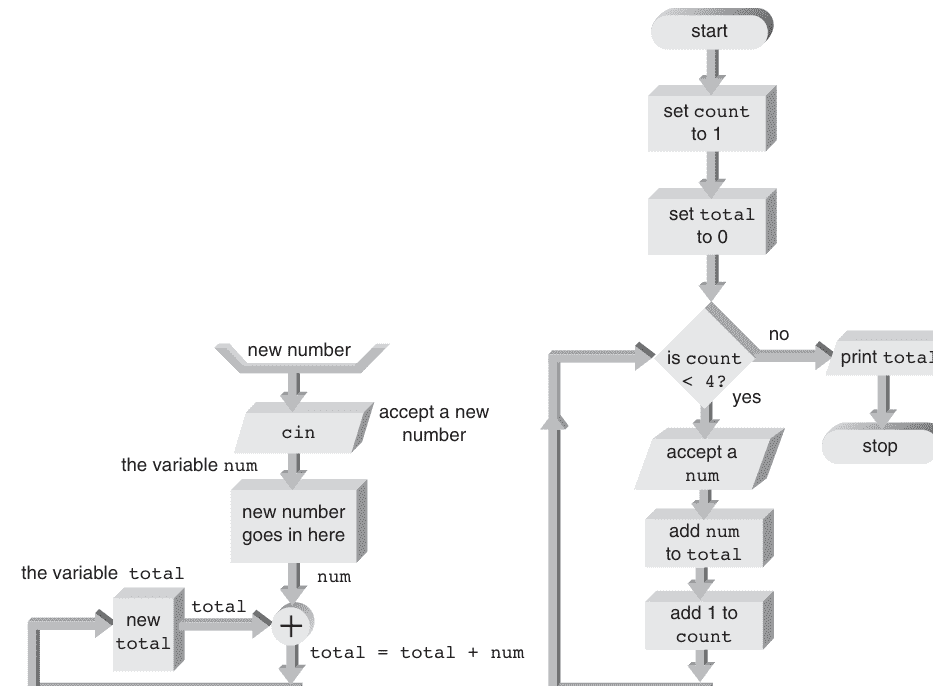 new number
cin
accept a new
number
the variable num
new number
goes in here
num
the variable total
new
total
total
+
total = total + num
start
set count
to 1
set total
to 0
is count
< 4?
no
print total
stop
yes
accept a
num
add num
to total
add 1 to
count